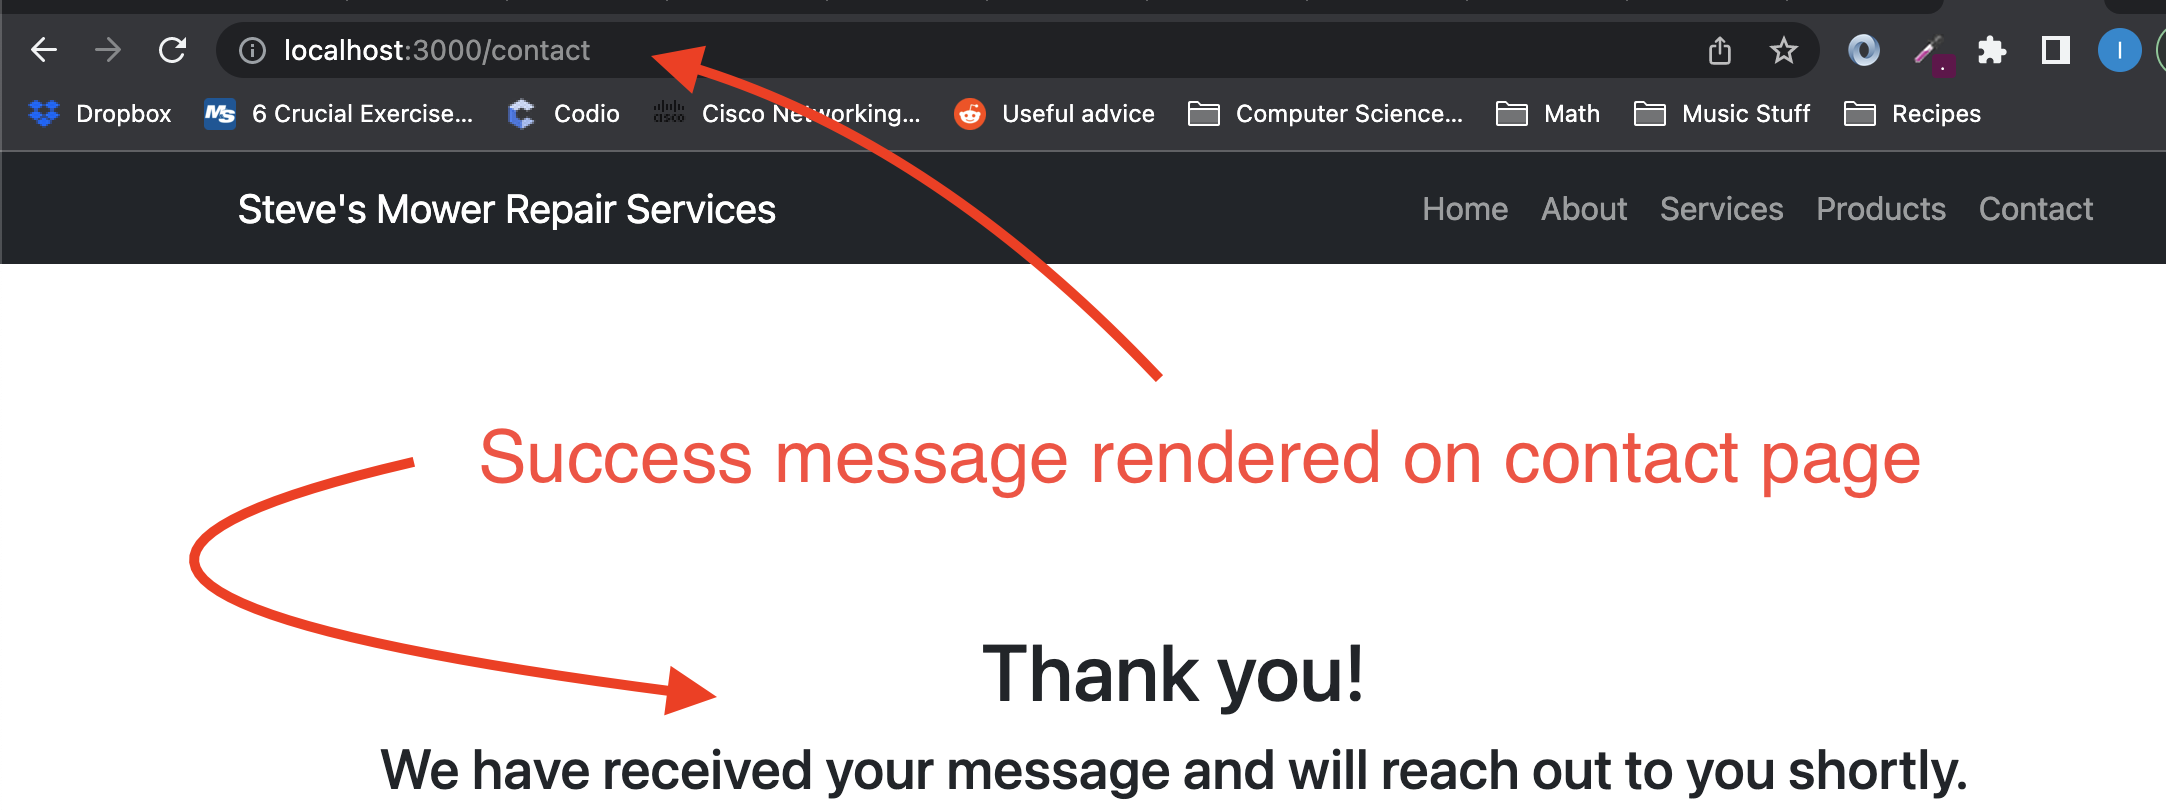 localhost:3000/contact
I
Dropbox MS 6 Crucial Exercise... Codio cisco Cisco Networking... Useful advice Computer Science... Math Music Stuff Recipes
Steve's Mower Repair Services Home About Services Products Contact
Success message rendered on contact page
Thank you!
We have received your message and will reach out to you shortly.